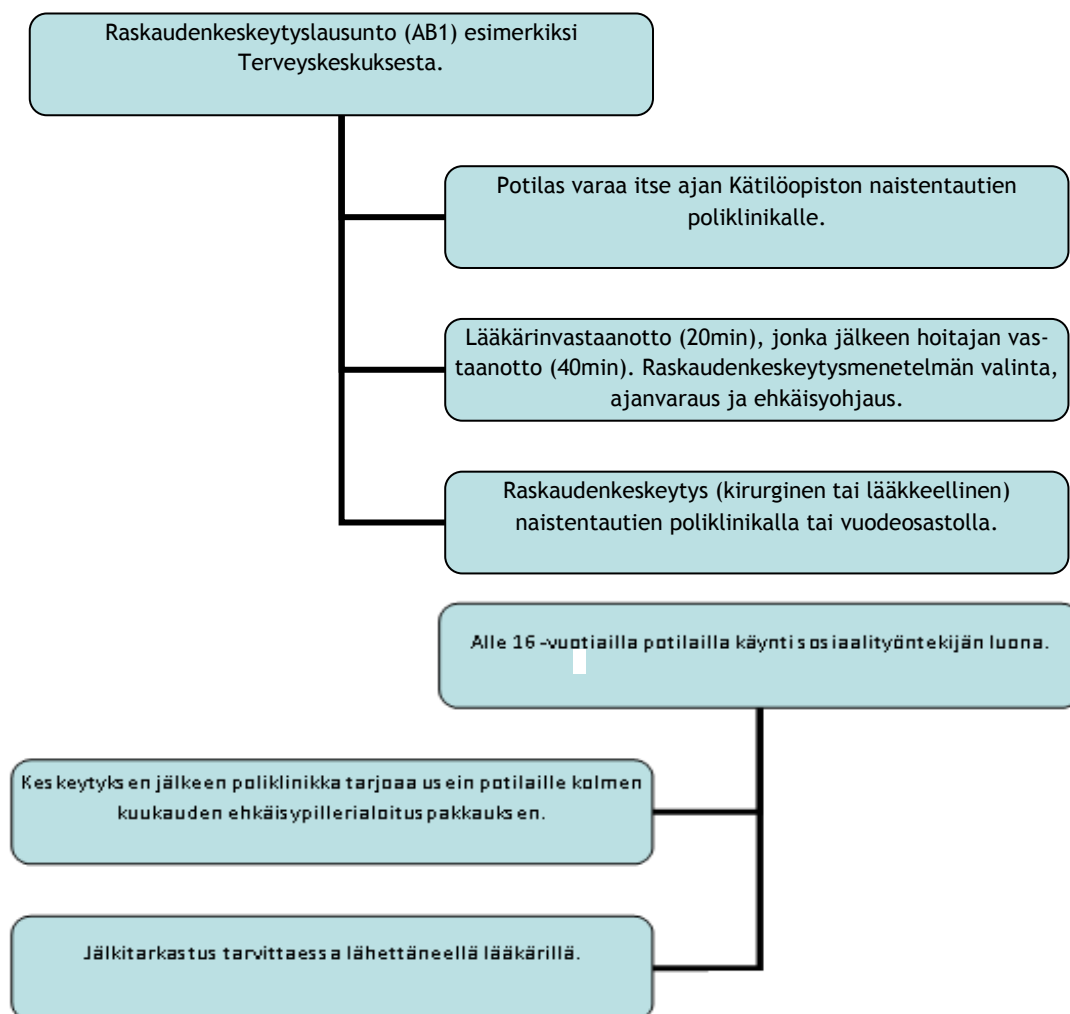 Raskaudenkeskeytyslausunto (AB1) esimerkiksi
Terveyskeskuksesta.
Potilas varaa itse ajan Kätilöopiston naistentautien
poliklinikalle.
Lääkärinvastaanotto (20min), jonka jälkeen hoitajan vas-
taanotto (40min). Raskaudenkeskeytysmenetelmän valinta,
ajanvaraus ja ehkäisyohjaus.
Raskaudenkeskeytys (kirurginen tai lääkkeellinen)
naistentautien poliklinikalla tai vuodeosastolla.
Alle 16 -vuotiailla potilailla käynti sosiaalityöntekijän luona.
Keskeytyksen jälkeen poliklinikka tarjoaa usein potilaille kolmen
kuukauden ehkäisypillerialoituspakkauksen.
Jälkitarkastus tarvittaessa lähettäneellä lääkärillä.